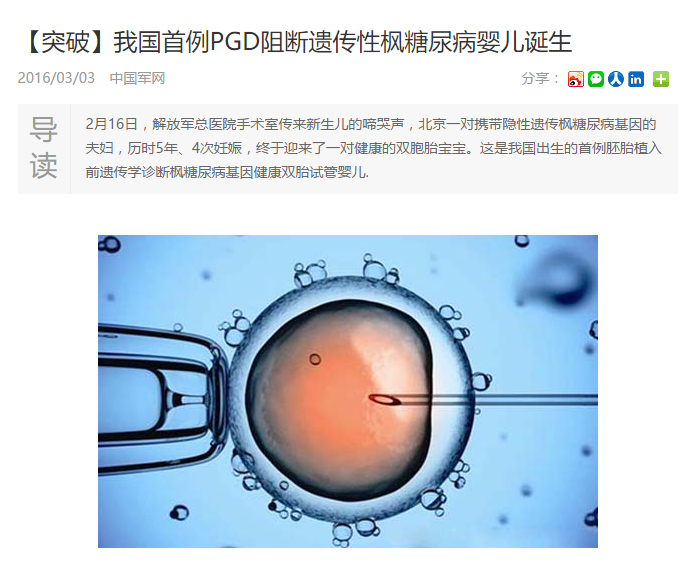 【突破】我国首例PGD阻断遗传性枫糖尿病婴儿诞生
2016/03/03 中国军网
分享：
导
读
2月16日，解放军总医院手术室传来新生儿的啼哭声，北京一对携带隐性遗传枫糖尿病基因的
夫妇，历时5年、4次妊娠，终于迎来了一对健康的双胞胎宝宝。这是我国出生的首例胚胎植入
前遗传学诊断枫糖尿病基因健康双胎试管婴儿.